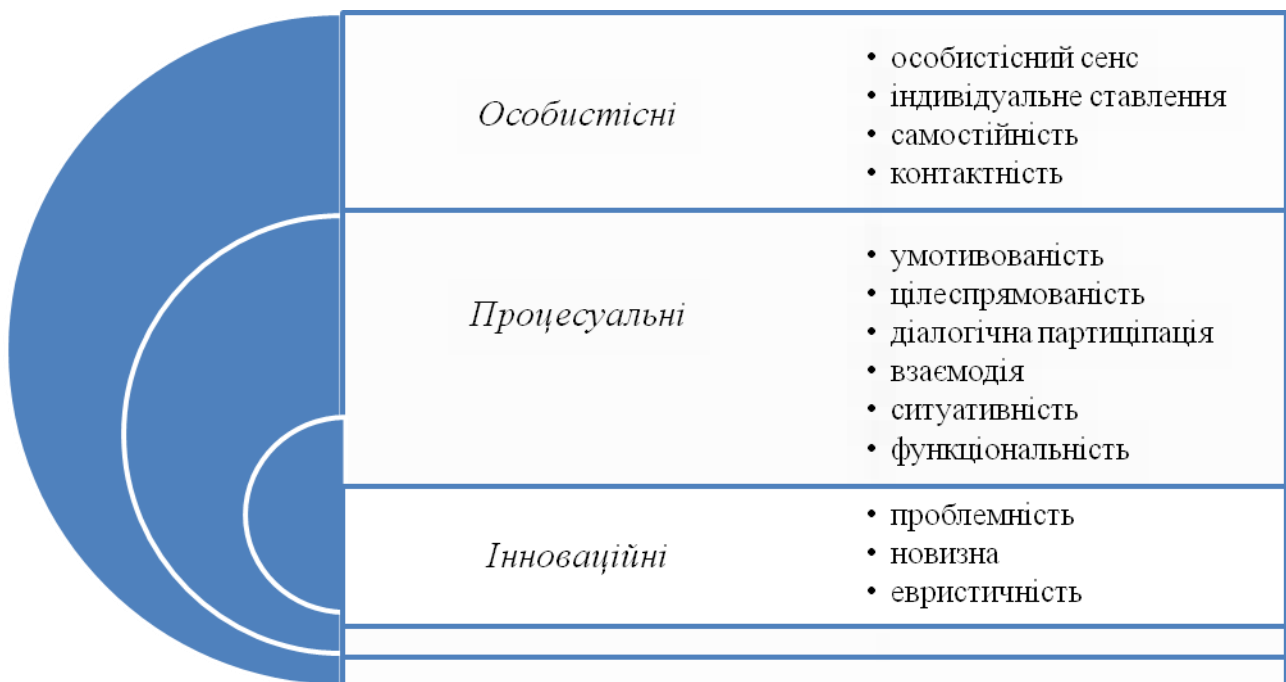 Особистісні
• особистісний сенс
• індивідуальне ставлення
• самостійність
• контактність
Процесуальні
• умотивованість
• цілеспрямованість
• діалогічна партиціпація
• взаємодія
• ситуативність
• функціональність
Інноваційні
• проблемність
• новизна
• евристичність